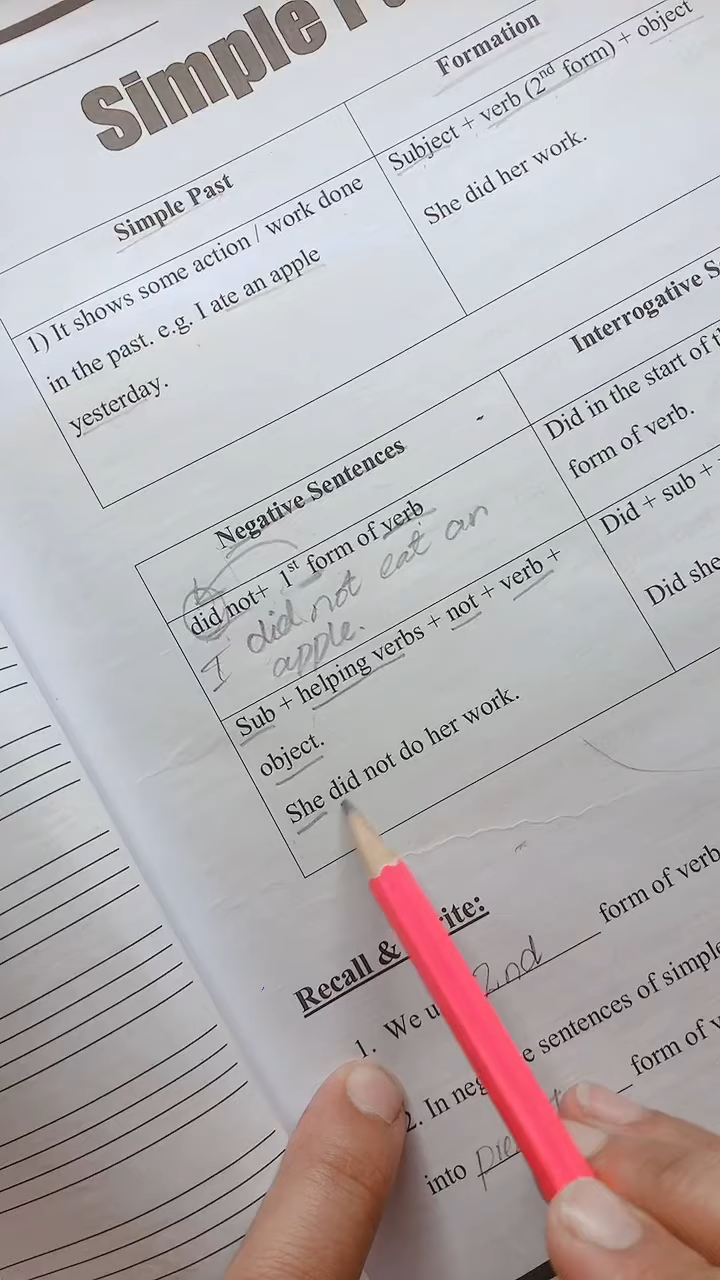 Simple
Simple Past
Formation
1) It shows some action / work done
in the past. e.g. I ate an apple
yesterday.
Subject + verb (2nd form) + object
She did her work.
Negative Sentences
Interrogative
did not+ 1st form of verb
I did not eat an
apple.
Did in the start of
form of verb.
Sub + helping verbs + not + verb +
object.
She did not do her work.
Did + sub +
Did she
Recall &
1. We 2nd form of verb
2. In sentences of simple
into form of